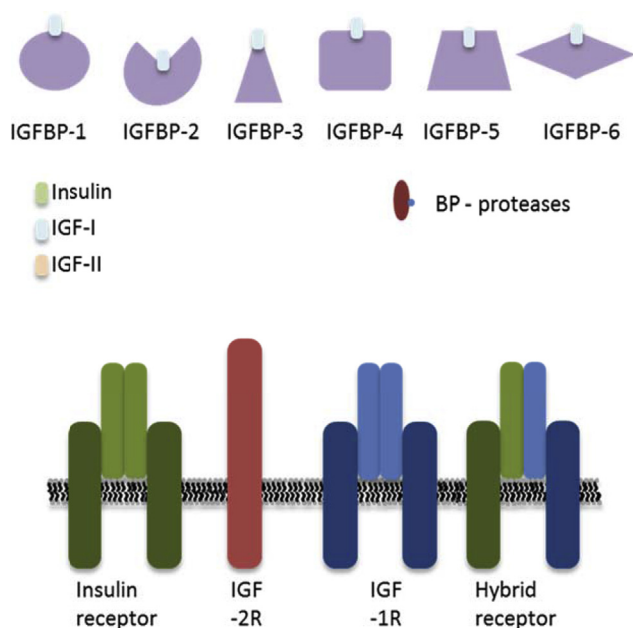 IGFBP-1 IGFBP-2 IGFBP-3 IGFBP-4 IGFBP-5 IGFBP-6
Insulin
IGF-I
IGF-II
BP - proteases
Insulin receptor
IGF -2R
IGF -1R
Hybrid receptor